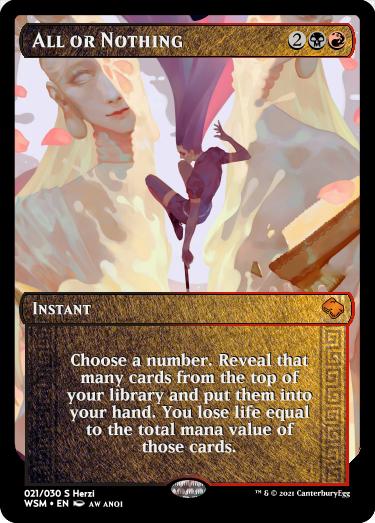 All or Nothing 2
Instant
Choose a number. Reveal that
many cards from the top of
your library and put them into
your hand. You lose life equal
to the total mana value of
those cards.
021/030 S Herzi
WSM • EN AW ANOI
™ & © 2021 CanterburyEgg